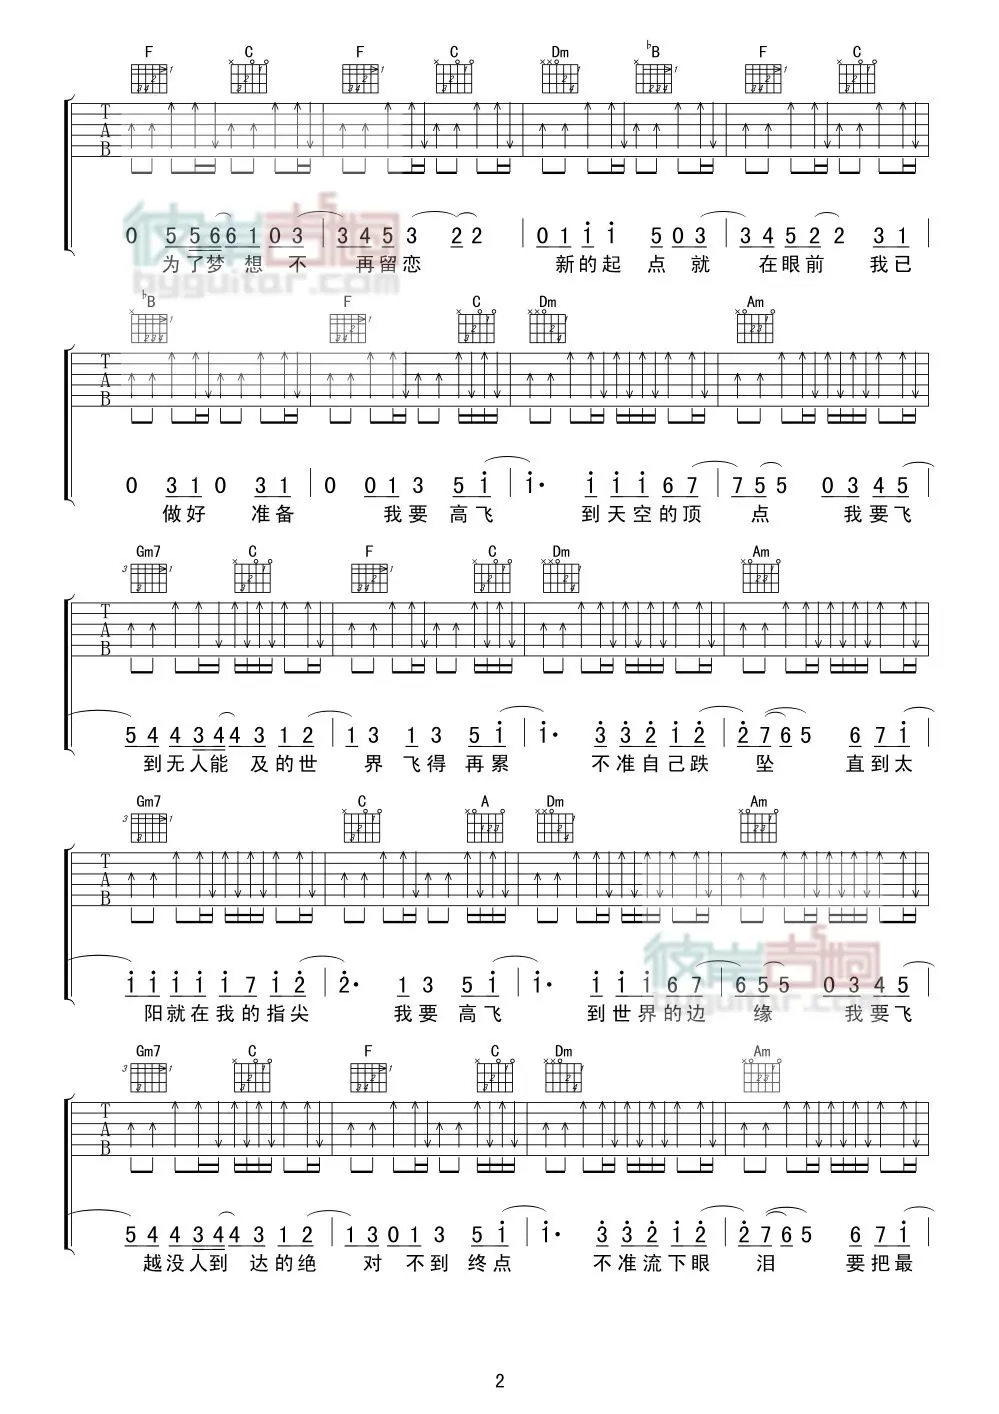 F C F C Dm ♭B F C
T
A
B
0 5 5 6 6 1 0 3 | 3 4 5 3 2 2 | 0 1 i i 5 0 3 | 3 4 5 2 2 3 1
为了梦 想 不 再留恋 新的起 点 就 在眼前 我已
彼岸吉他
byguitar.com
♭B F C Dm Am
T
A
B
0 3 1 0 3 1 | 0 0 1 3 5 i | i· i i i 6 7 | 7 5 5 0 3 4 5
做好 准备 我要 高飞 到天空的顶 点 我要飞
Gm7 C F C Dm Am
T
A
B
5 4 4 3 4 4 3 1 2 | 1 3 1 3 5 i | i· 3̇ 3̇ 2̇ i 2̇ | 2̇ 7 6 5 6 7 i
到无人能 及的世 界 飞得 再累 不准自己跌 坠 直到太
Gm7 C A Dm Am
T
A
B
i i i i 7 i 2̇ | 2̇· 1 3 5 i | i· i i i 6 7 | 6 5 5 0 3 4 5
阳就在我的指尖 我要 高飞 到世界的边 缘 我要飞
彼岸吉他
byguitar.com
Gm7 C F C Dm Am
T
A
B
5 4 4 3 4 4 3 1 2 | 1 3 0 1 3 5 i | i· 3̇ 3̇ 2̇ i 2̇ | 2̇ 7 6 5 6 7 i
越没人到 达的绝 对 不到 终点 不准流下眼 泪 要把最
2